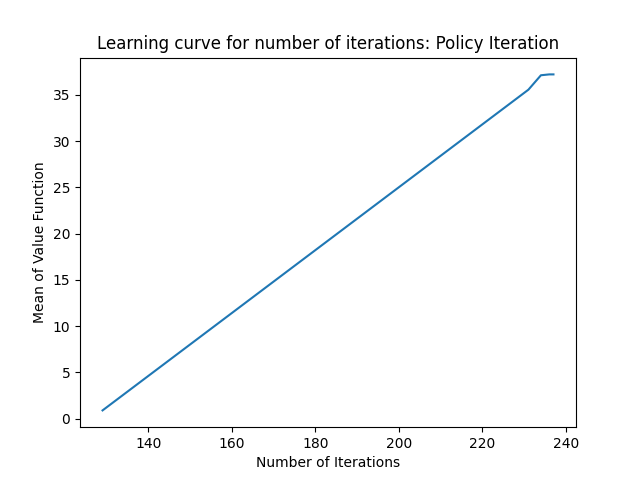 Learning curve for number of iterations: Policy Iteration
Mean of Value Function
35
30
25
20
15
10
5
0
140 160 180 200 220 240
Number of Iterations